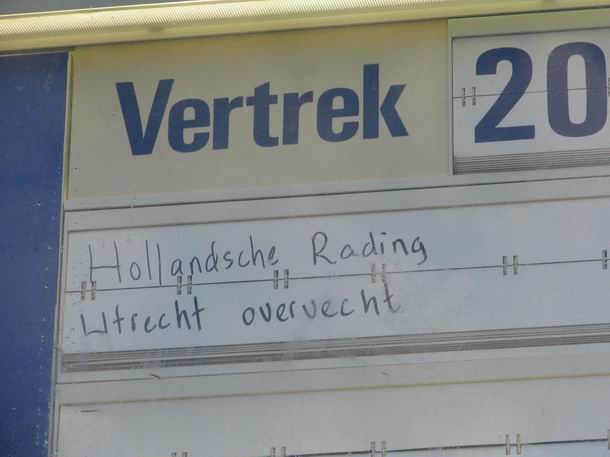 Vertrek 20
Hollandsche Rading
Utrecht overvecht